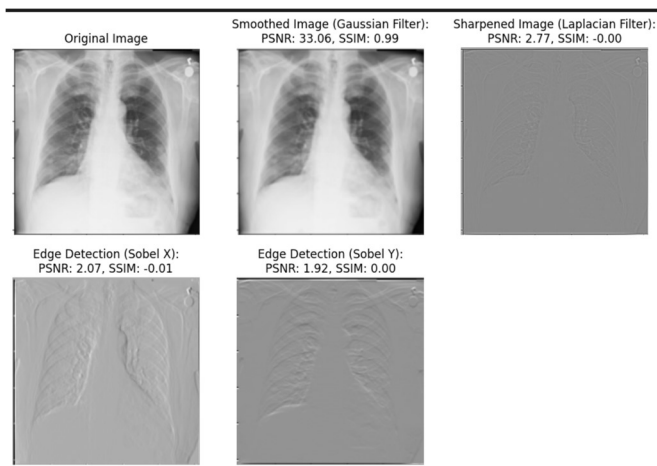 Original Image
Smoothed Image (Gaussian Filter):
PSNR: 33.06, SSIM: 0.99
Sharpened Image (Laplacian Filter):
PSNR: 2.77, SSIM: -0.00
Edge Detection (Sobel X):
PSNR: 2.07, SSIM: -0.01
Edge Detection (Sobel Y):
PSNR: 1.92, SSIM: 0.00